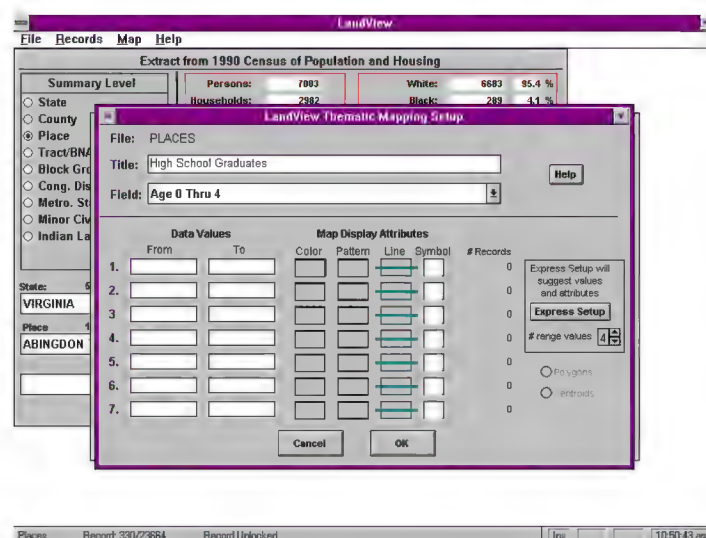 LandView
File Records Map Help
Extract from 1990 Census of Population and Housing
Summary Level
Persons: 7003 White: 6683 95.4 %
Households: 2982 Black: 289 4.1 %
State
County
Place
Tract/BNA
Block Gro
Cong. Dis
Metro. St
Minor Civ
Indian La
State: 5
VIRGINIA
Place 1
ABINGDON
LandView Thematic Mapping Setup
File: PLACES
Title: High School Graduates
Help
Field: Age 0 Thru 4
Data Values Map Display Attributes
From To Color Pattern Line Symbol # Records
1. 0
2. 0
3 0
4. 0
5. 0
6. 0
7. 0
Express Setup will
suggest values
and attributes
Express Setup
# range values 4
Polygons
Centroids
Cancel OK
Places Record: 330/23664 Record Unlocked Ins 10:50:43 am